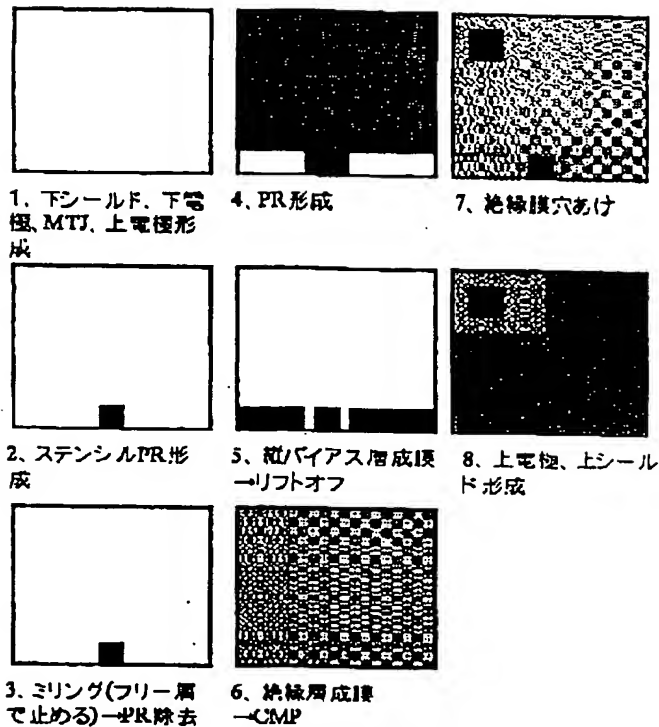 1、下シールド、下電
極、MTJ、上電極形
成
2、ステンシルPR形
成
3、ミリング(フリー層
で止める)→PR除去
4、PR形成
5、縦バイアス層成膜
→リフトオフ
6、絶縁層成膜
→CMP
7、絶縁膜穴あけ
8、上電極、上シール
ド形成